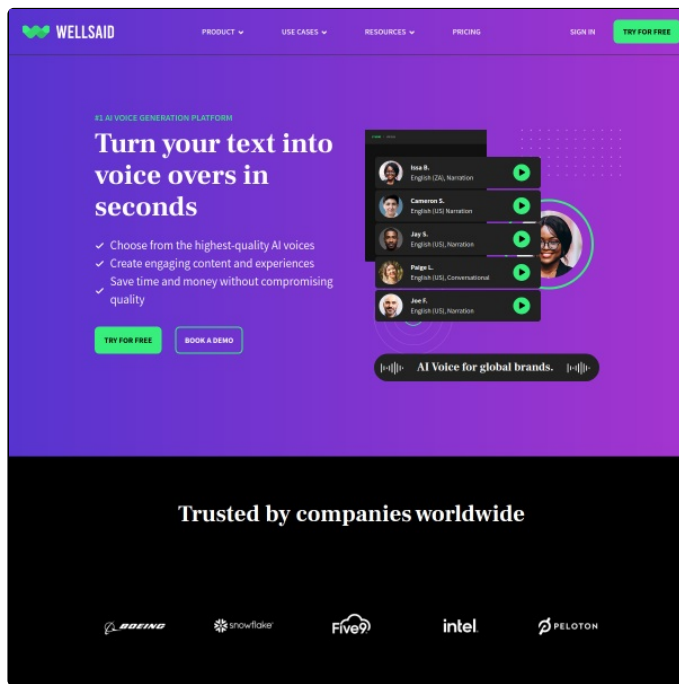 WELLSAID
PRODUCT
USE CASES
RESOURCES
PRICING
SIGN IN
TRY FOR FREE
#1 AI VOICE GENERATION PLATFORM
Turn your text into
voice overs in
seconds
Choose from the highest-quality AI voices
Create engaging content and experiences
Save time and money without compromising
quality
TRY FOR FREE
BOOK A DEMO
Issa B.
English (ZA), Narration
Cameron S.
English (US) Narration
Jay S.
English (US), Narration
Paige L.
English (US), Conversational
Joe F.
English (US), Narration
AI Voice for global brands.
Trusted by companies worldwide
BOEING
snowflake
Five9
intel.
PELOTON